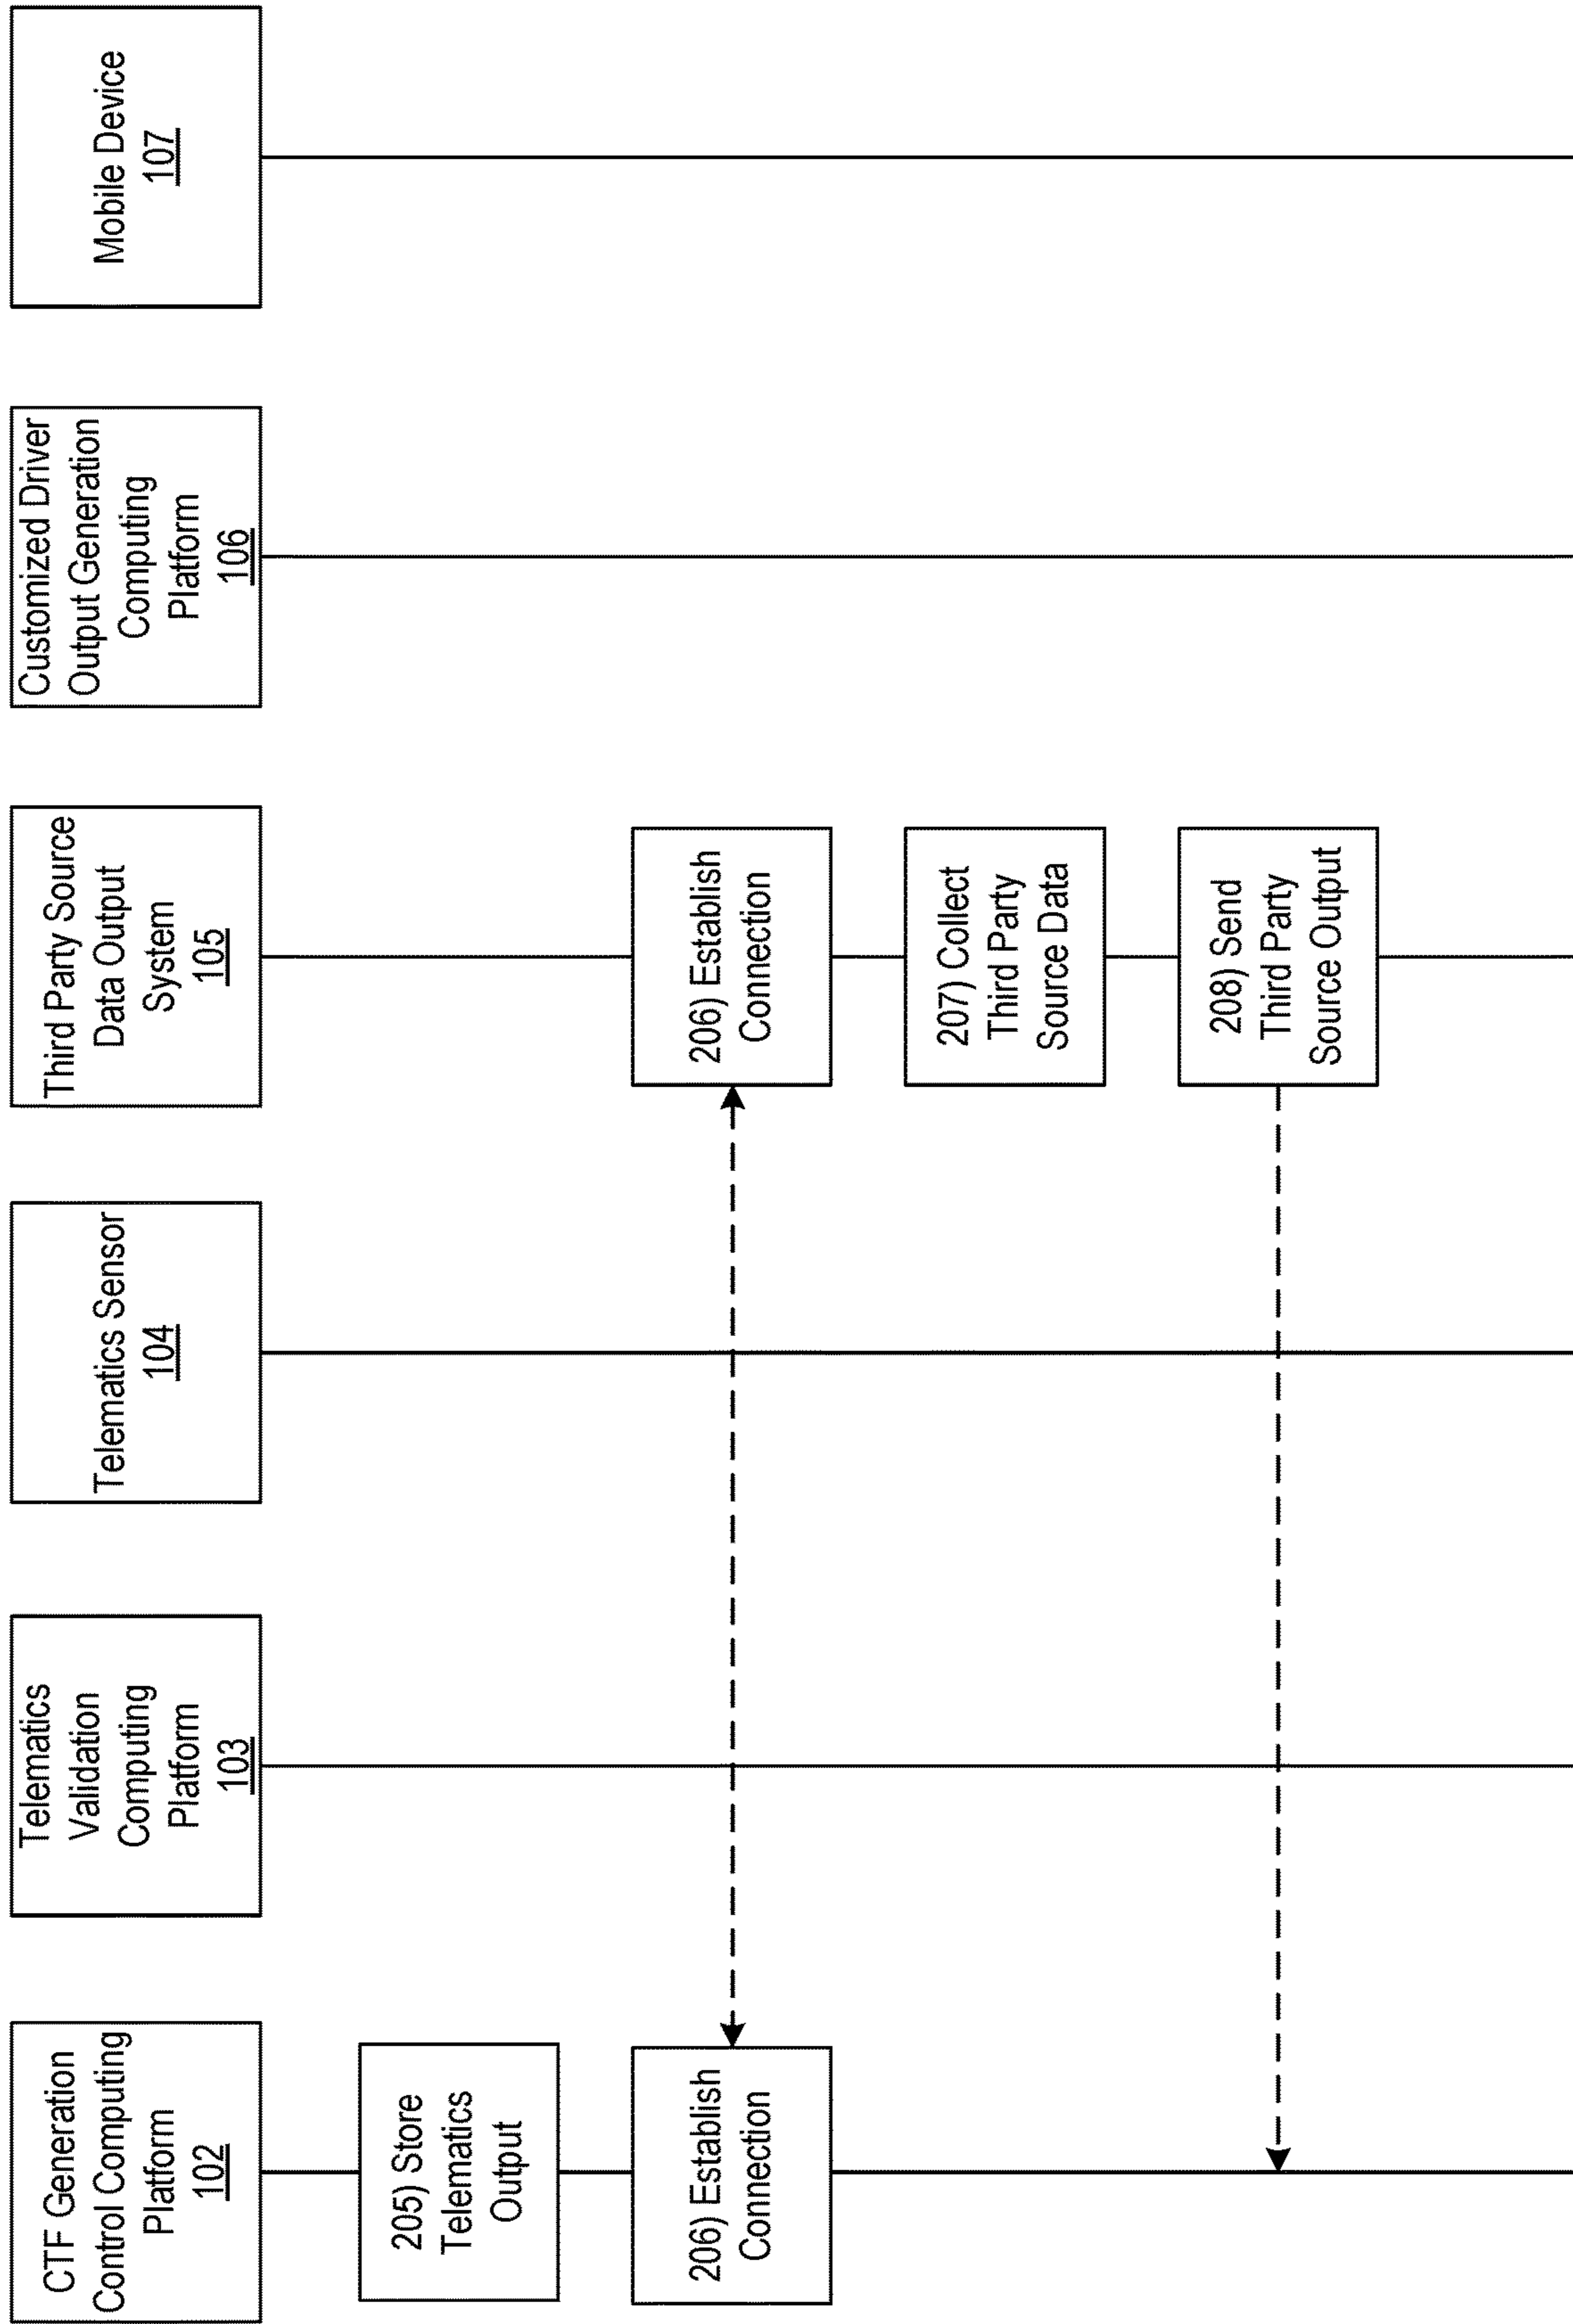 CTF Generation
Control Computing
Platform
102
Telematics
Validation
Computing
Platform
103
Telematics Sensor
104
Third Party Source
Data Output
System
105
Customized Driver
Output Generation
Computing
Platform
106
Mobile Device
107
205) Store
Telematics
Output
206) Establish
Connection
206) Establish
Connection
207) Collect
Third Party
Source Data
208) Send
Third Party
Source Output